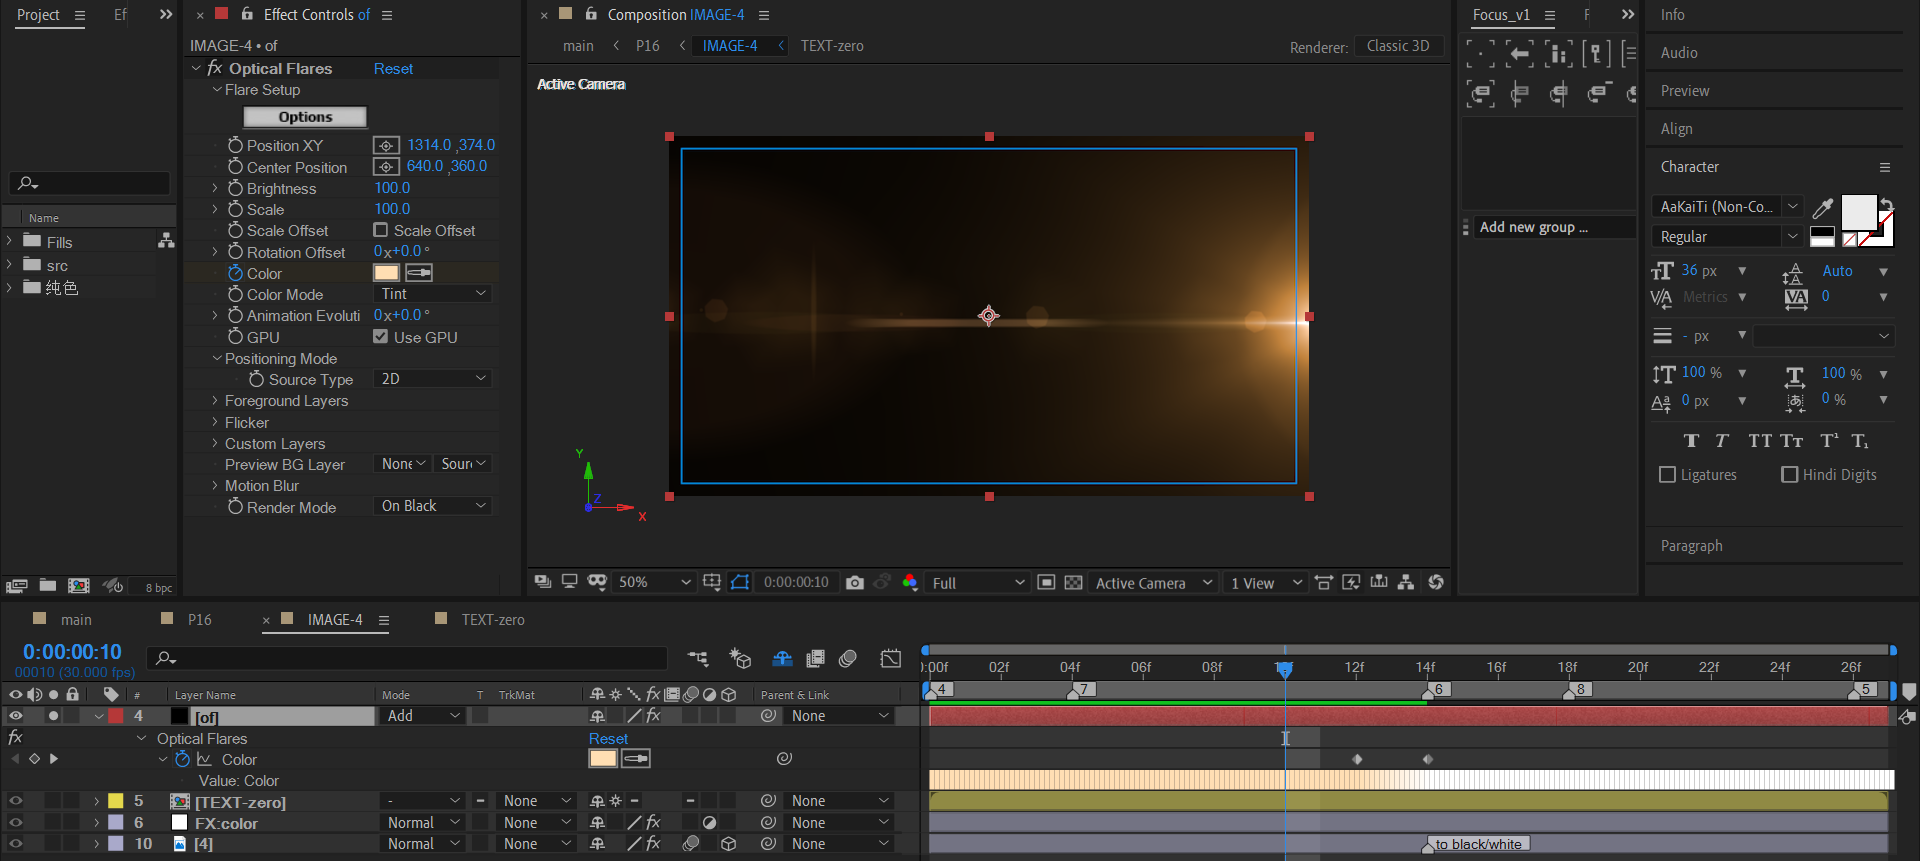 Project
Ef
Effect Controls of
IMAGE-4 • of
fx Optical Flares Reset
Flare Setup
Options
Position XY 1314.0 ,374.0
Center Position 640.0 ,360.0
Brightness 100.0
Scale 100.0
Scale Offset Scale Offset
Rotation Offset 0x+0.0°
Color
Color Mode Tint
Animation Evoluti 0x+0.0°
GPU Use GPU
Positioning Mode
Source Type 2D
Foreground Layers
Flicker
Custom Layers
Preview BG Layer None Sour
Motion Blur
Render Mode On Black
Name
Fills
src
纯色
8 bpc
Composition IMAGE-4
main P16 IMAGE-4 TEXT-zero
Renderer: Classic 3D
Active Camera
Y
Z
X
50% 0:00:00:10 Full Active Camera 1 View
Focus_v1
Add new group ...
Info
Audio
Preview
Align
Character
AaKaiTi (Non-Co...
Regular
36 px Auto
Metrics 0
- px
100 % 100 %
0 px 0 %
Ligatures Hindi Digits
Paragraph
main P16 IMAGE-4 TEXT-zero
0:00:00:10
00010 (30.000 fps)
# Layer Name Mode T TrkMat fx Parent & Link
:00f 02f 04f 06f 08f 12f 14f 16f 18f 20f 22f 24f 26f
4 7 6 8 5
4 [of] Add fx None
fx Optical Flares Reset
Color
Value: Color
5 [TEXT-zero] - None None
6 FX:color Normal None fx None
10 [4] Normal None fx None
to black/white